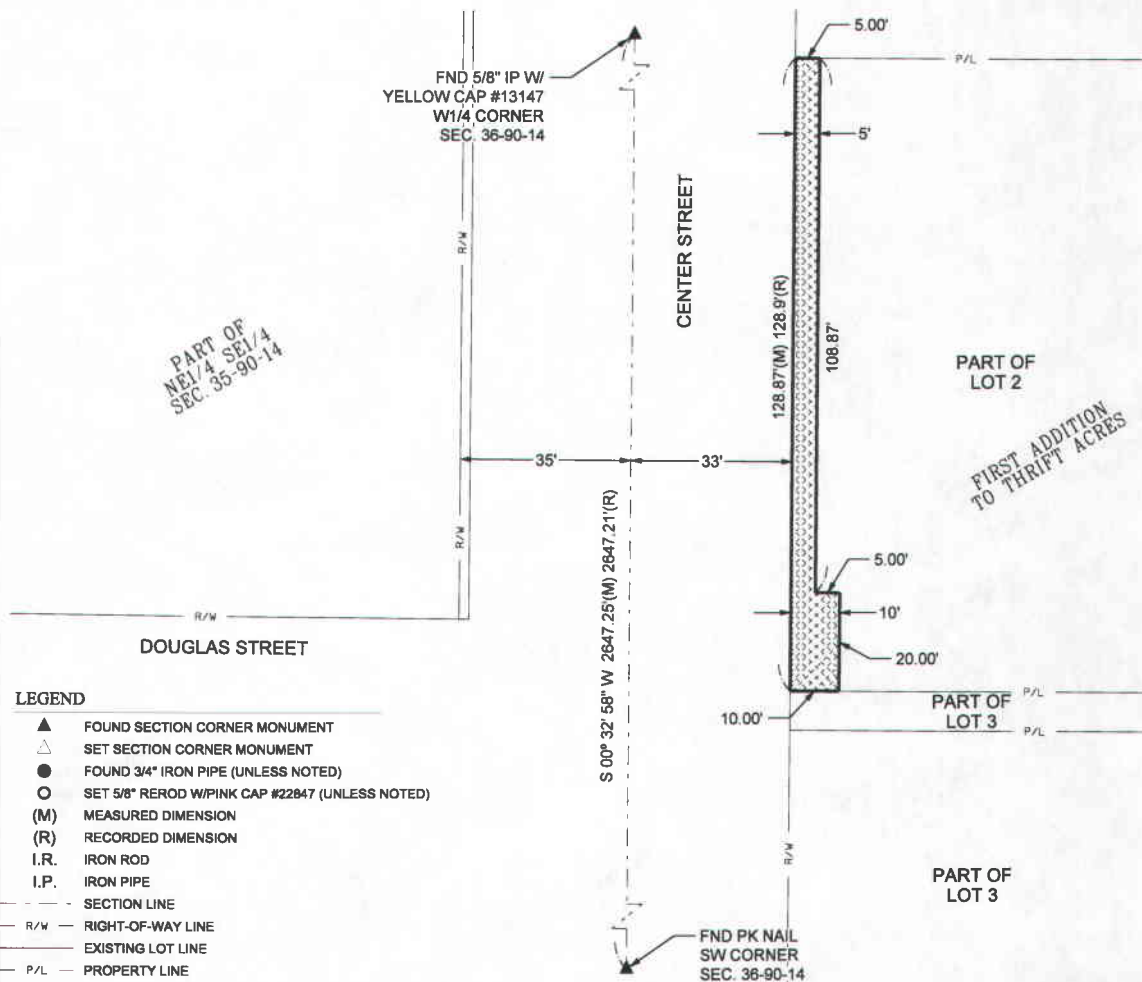 5.00'
P/L
FND 5/8" IP W/
YELLOW CAP #13147
W1/4 CORNER
SEC. 36-90-14
5'
R/W
CENTER STREET
128.87'(M) 128.9'(R)
108.87'
PART OF
NE1/4 SE1/4
SEC. 35-90-14
PART OF
LOT 2
FIRST ADDITION
TO THRIFT ACRES
35'
33'
R/W
S 00° 32' 58" W 2647.25'(M) 2647.21'(R)
5.00'
10'
R/W
DOUGLAS STREET
20.00'
P/L
PART OF
LOT 3
10.00'
P/L
LEGEND
FOUND SECTION CORNER MONUMENT
SET SECTION CORNER MONUMENT
FOUND 3/4" IRON PIPE (UNLESS NOTED)
SET 5/8" REROD W/PINK CAP #22847 (UNLESS NOTED)
(M) MEASURED DIMENSION
(R) RECORDED DIMENSION
I.R. IRON ROD
I.P. IRON PIPE
SECTION LINE
R/W RIGHT-OF-WAY LINE
EXISTING LOT LINE
P/L PROPERTY LINE
R/W
PART OF
LOT 3
FND PK NAIL
SW CORNER
SEC. 36-90-14